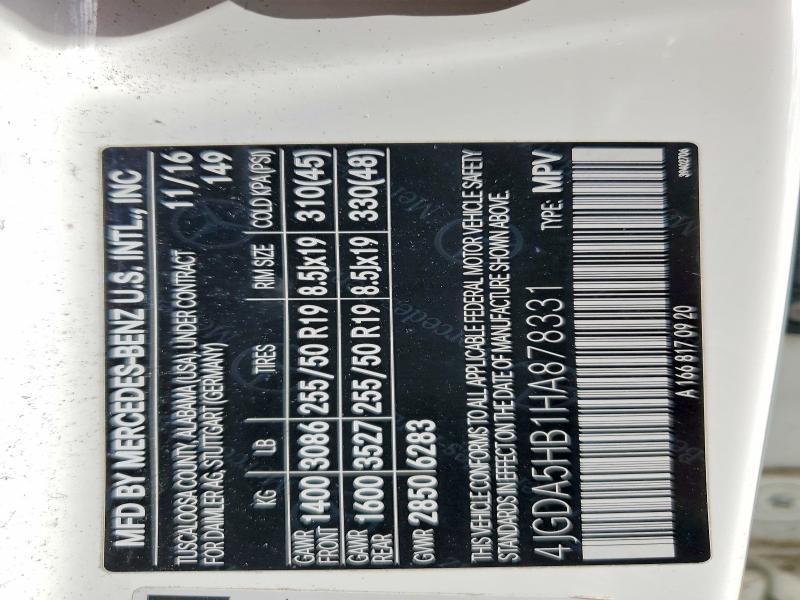 MFD BY MERCEDES-BENZ U.S. INTL., INC
TUSCALOOSA COUNTY, ALABAMA (USA), UNDER CONTRACT 11/16
FOR DAIMLER AG, STUTTGART (GERMANY) 149
KG LB TIRES RIM SIZE COLD KPA (PSI)
GAWR FRONT 1400 3086 255/50 R19 8.5Jx19 310(45)
GAWR REAR 1600 3527 255/50 R19 8.5Jx19 330(48)
GVWR 2850 6283
THIS VEHICLE CONFORMS TO ALL APPLICABLE FEDERAL MOTOR VEHICLE SAFETY
STANDARDS IN EFFECT ON THE DATE OF MANUFACTURE SHOWN ABOVE.
4JGDA5HB1HA878331 TYPE: MPV
A 166 817 09 20 39402706